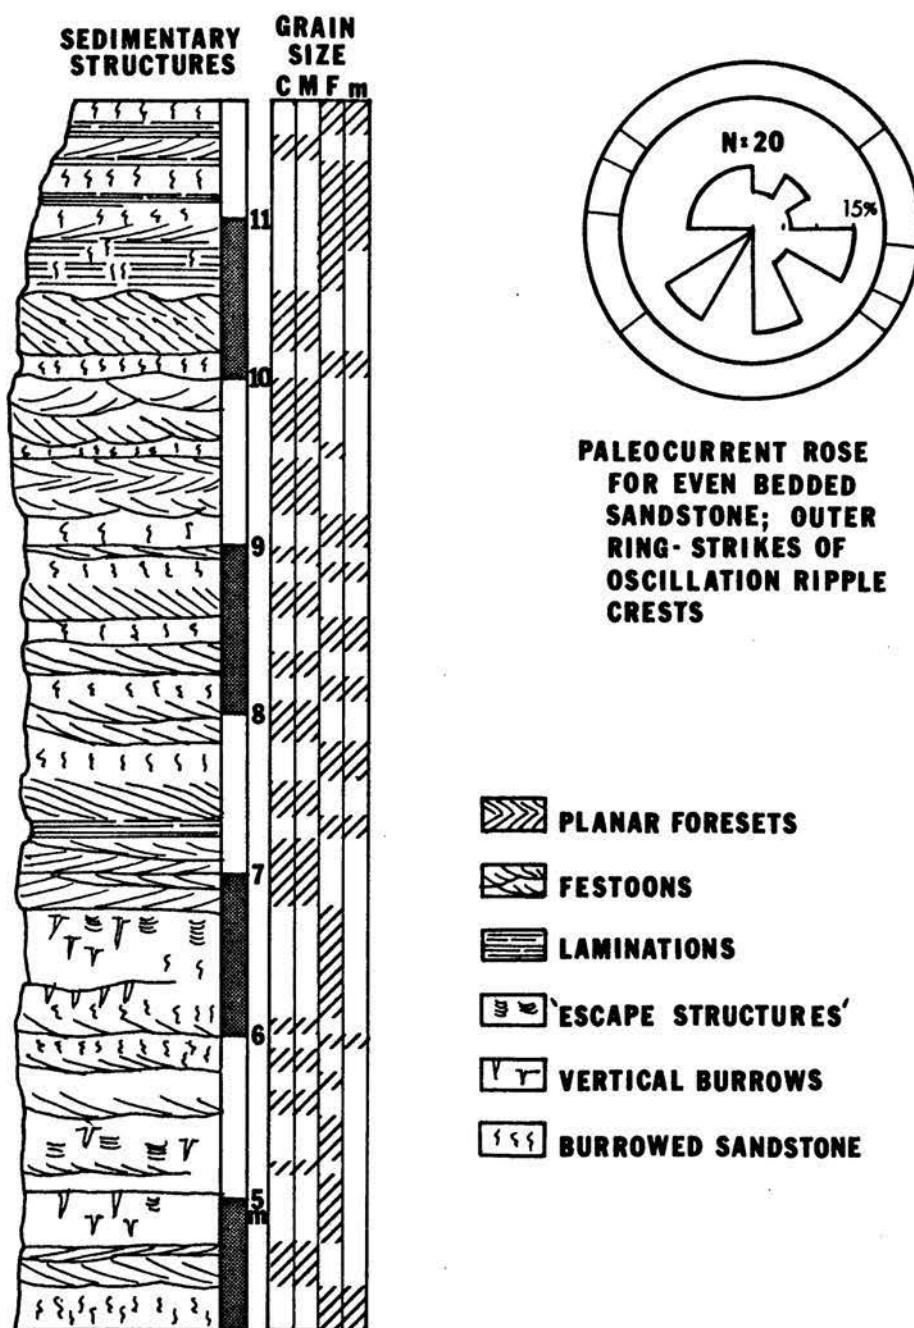 SEDIMENTARY
STRUCTURES
GRAIN
SIZE
C M F m
11
10
9
8
7
6
5
m
N=20
15%
PALEOCURRENT ROSE
FOR EVEN BEDDED
SANDSTONE; OUTER
RING- STRIKES OF
OSCILLATION RIPPLE
CRESTS
PLANAR FORESETS
FESTOONS
LAMINATIONS
'ESCAPE STRUCTURES'
VERTICAL BURROWS
BURROWED SANDSTONE